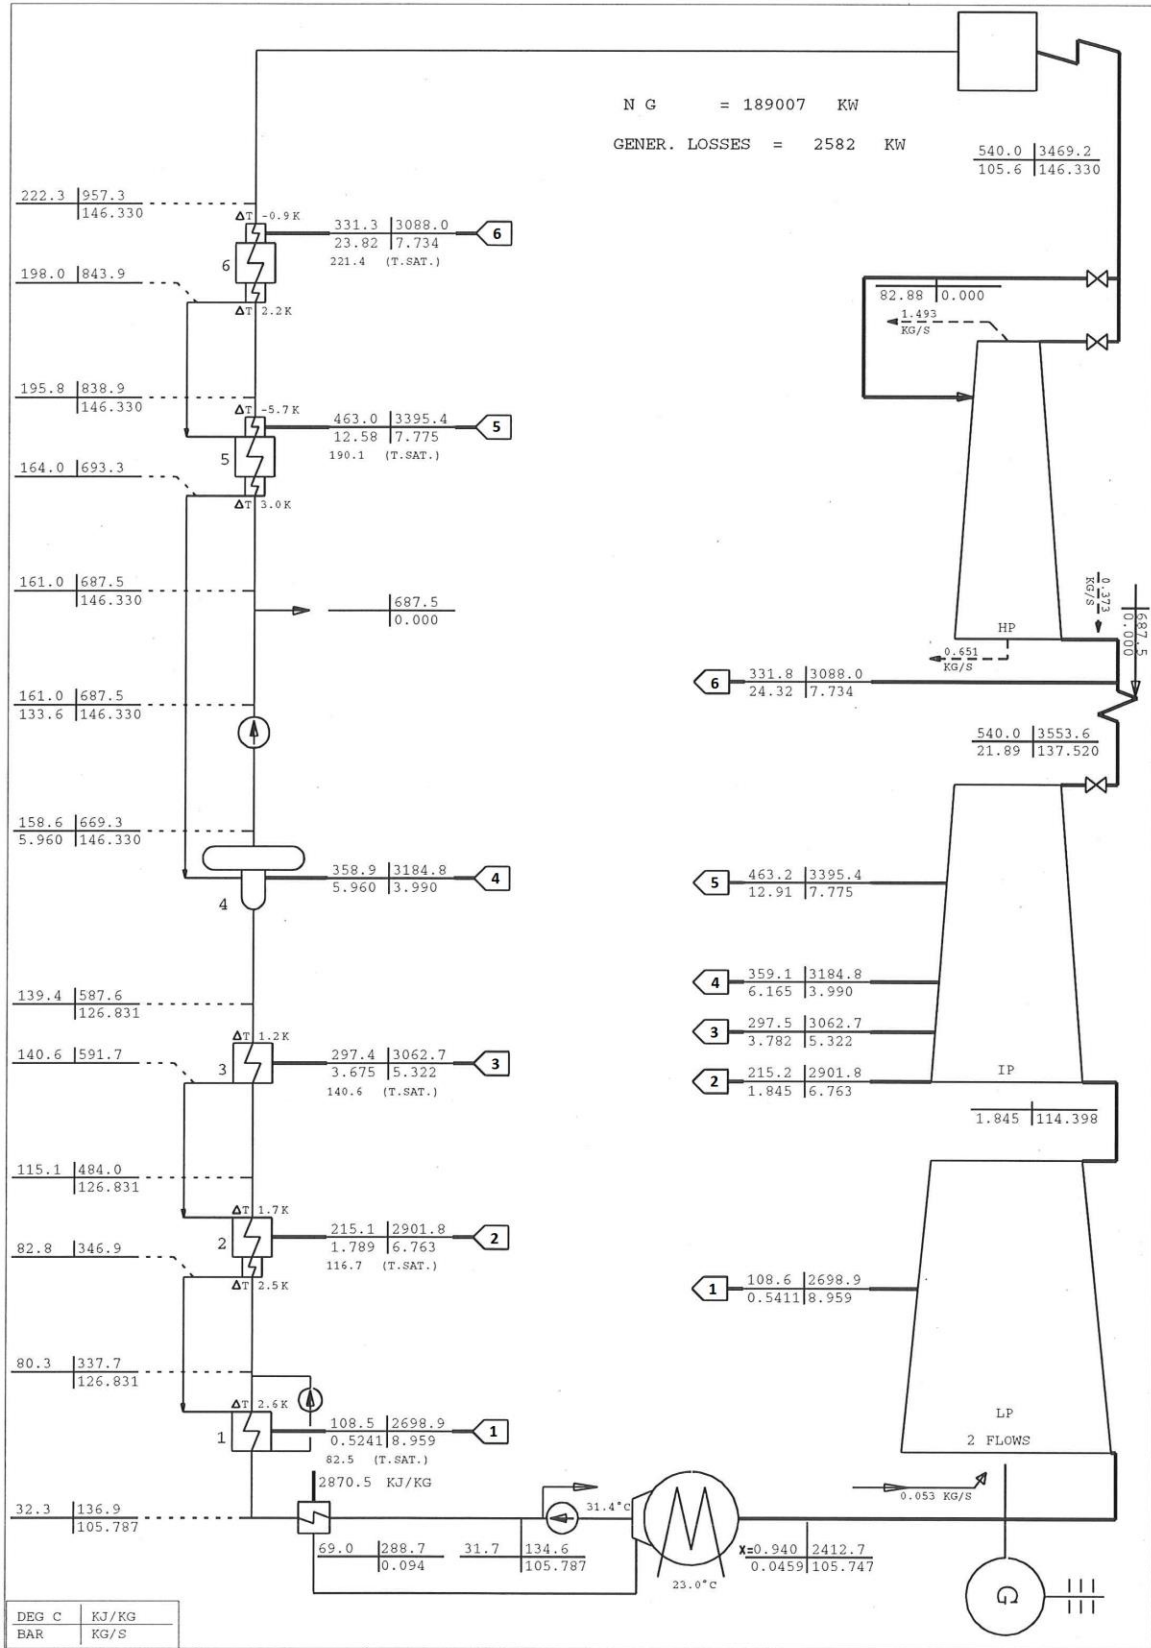 N G = 189007 KW
GENER. LOSSES = 2582 KW
540.0 3469.2
105.6 146.330
222.3 957.3
146.330
ΔT -0.9K
331.3 3088.0 6
23.82 7.734
221.4 (T.SAT.)
6
198.0 843.9
ΔT 2.2K
82.88 0.000
1.493
KG/S
195.8 838.9
146.330
ΔT -5.7K
463.0 3395.4 5
12.58 7.775
190.1 (T.SAT.)
5
164.0 693.3
ΔT 3.0K
161.0 687.5
146.330
687.5
0.000
0.373
KG/S
687.5
0.000
HP
0.651
KG/S
6 331.8 3088.0
24.32 7.734
161.0 687.5
133.6 146.330
540.0 3553.6
21.89 137.520
158.6 669.3
5.960 146.330
358.9 3184.8 4
5.960 3.990
4
5 463.2 3395.4
12.91 7.775
4 359.1 3184.8
6.165 3.990
3 297.5 3062.7
3.782 5.322
2 215.2 2901.8
1.845 6.763
IP
1.845 114.398
139.4 587.6
126.831
ΔT 1.2K
140.6 591.7
3
297.4 3062.7 3
3.675 5.322
140.6 (T.SAT.)
115.1 484.0
126.831
ΔT 1.7K
2
215.1 2901.8 2
1.789 6.763
116.7 (T.SAT.)
82.8 346.9
ΔT 2.5K
1 108.6 2698.9
0.5411 8.959
80.3 337.7
126.831
ΔT 2.6K
1
108.5 2698.9 1
0.5241 8.959
82.5 (T.SAT.)
LP
2 FLOWS
2870.5 KJ/KG
0.053 KG/S
32.3 136.9
105.787
69.0 288.7
0.094
31.7 134.6
105.787
31.4°C
23.0°C
X=0.940 2412.7
0.0459 105.747
G
DEG C KJ/KG
BAR KG/S